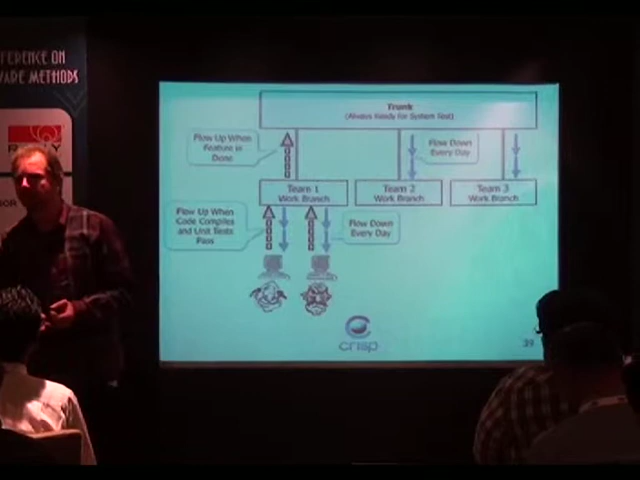 FERENCE ON
WARE METHODS
Trunk
(Always Ready for System Test)
Flow Up When
Feature is
Done
Flow Down
Every Day
Team 1
Work Branch
Team 2
Work Branch
Team 3
Work Branch
Flow Up When
Code Compiles
and Unit Tests
Pass
Flow Down
Every Day
crisp
39